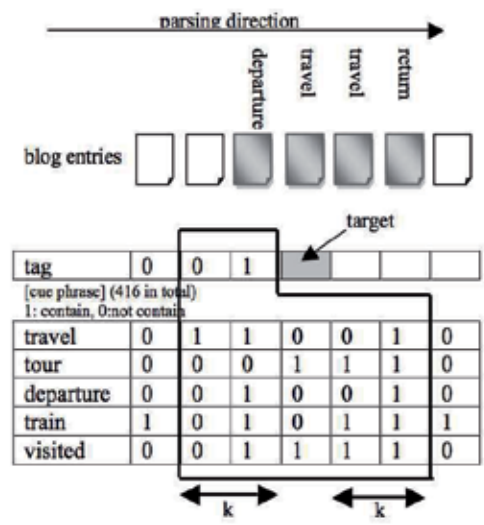 parsing direction
departure travel travel return
blog entries
target
tag 0 0 1
[cue phrase] (416 in total)
1: contain, 0:not contain
travel 0 1 1 0 0 1 0
tour 0 0 0 1 1 1 0
departure 0 0 1 0 0 1 0
train 1 0 1 0 1 1 1
visited 0 0 1 1 1 1 0
k k